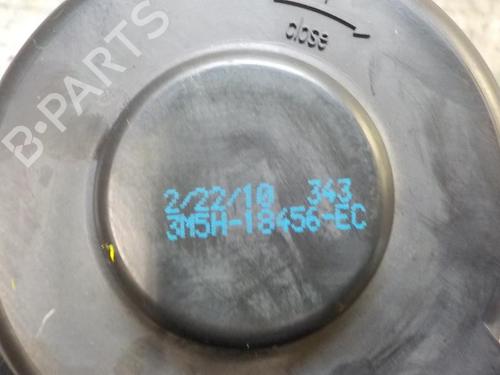 close
B-PARTS
2/22/10 343
3M5H-18456-EC